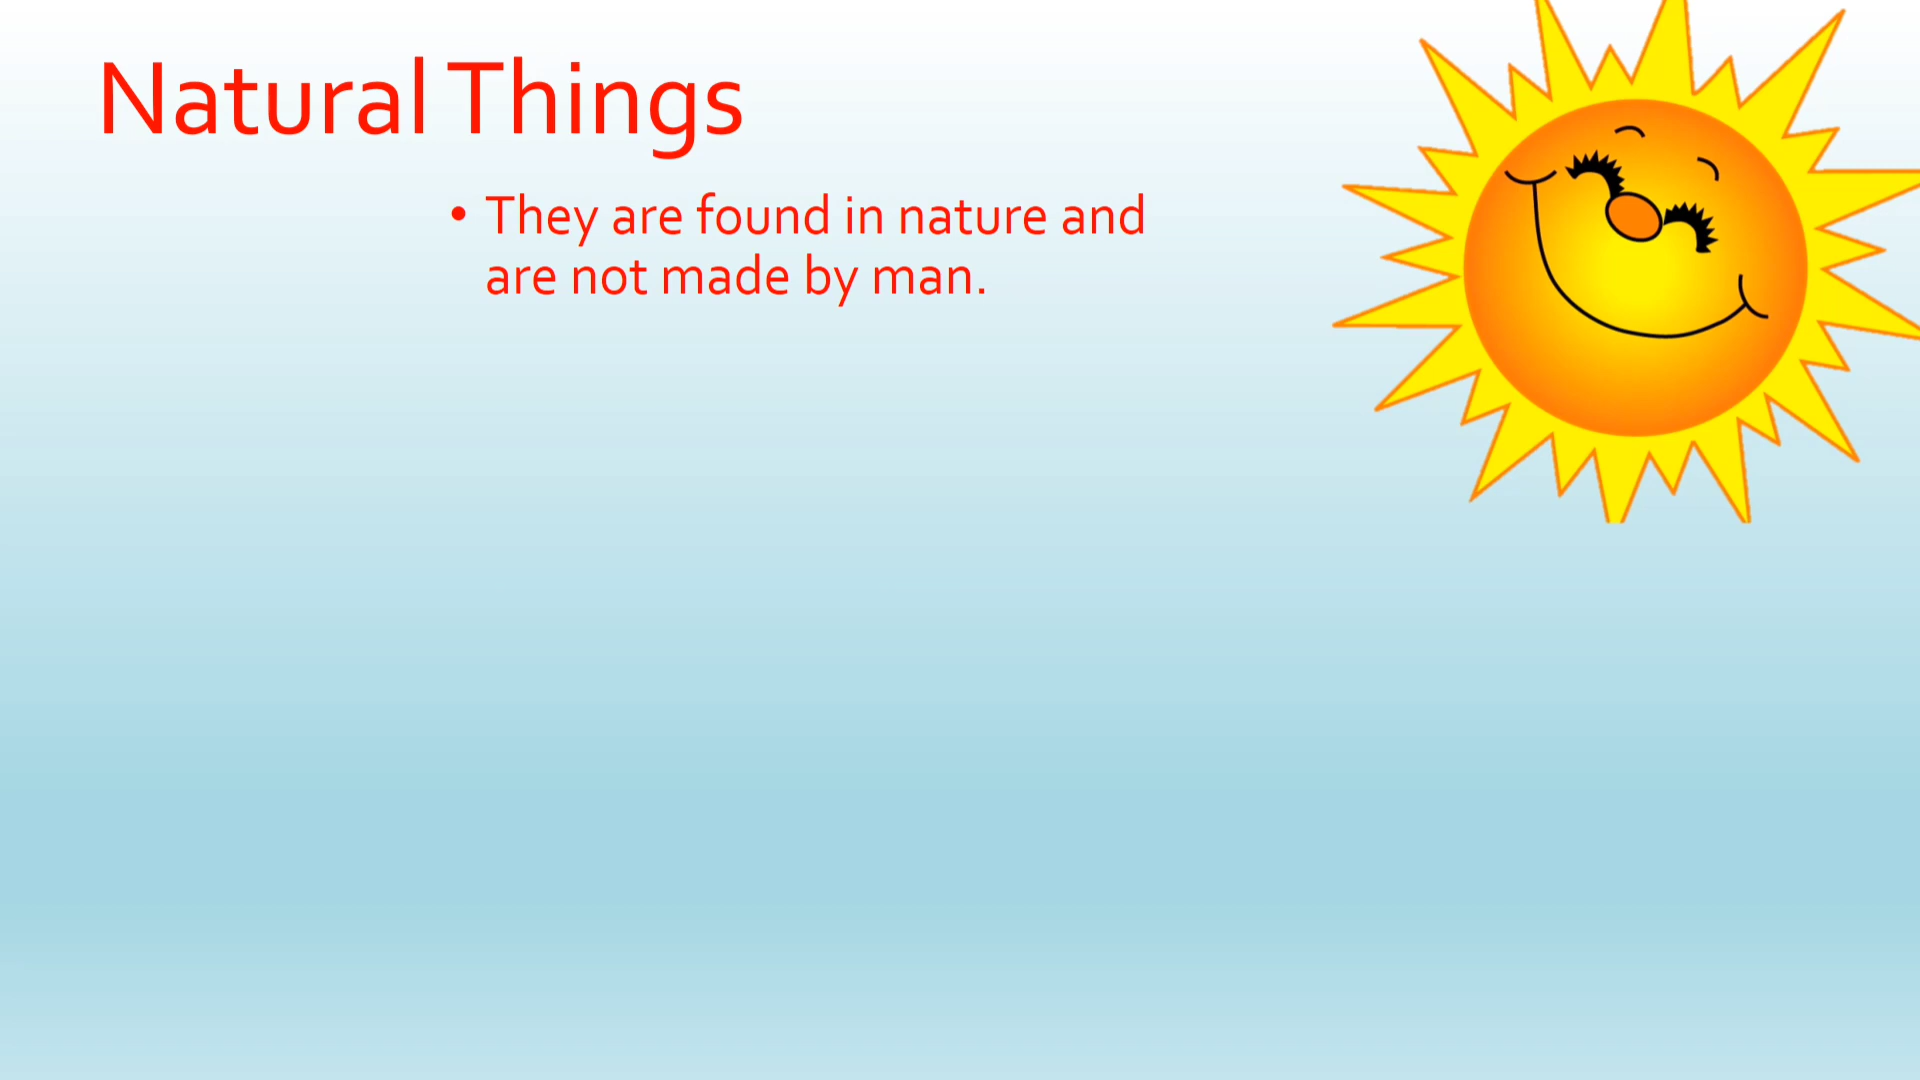 Natural Things
• They are found in nature and
are not made by man.